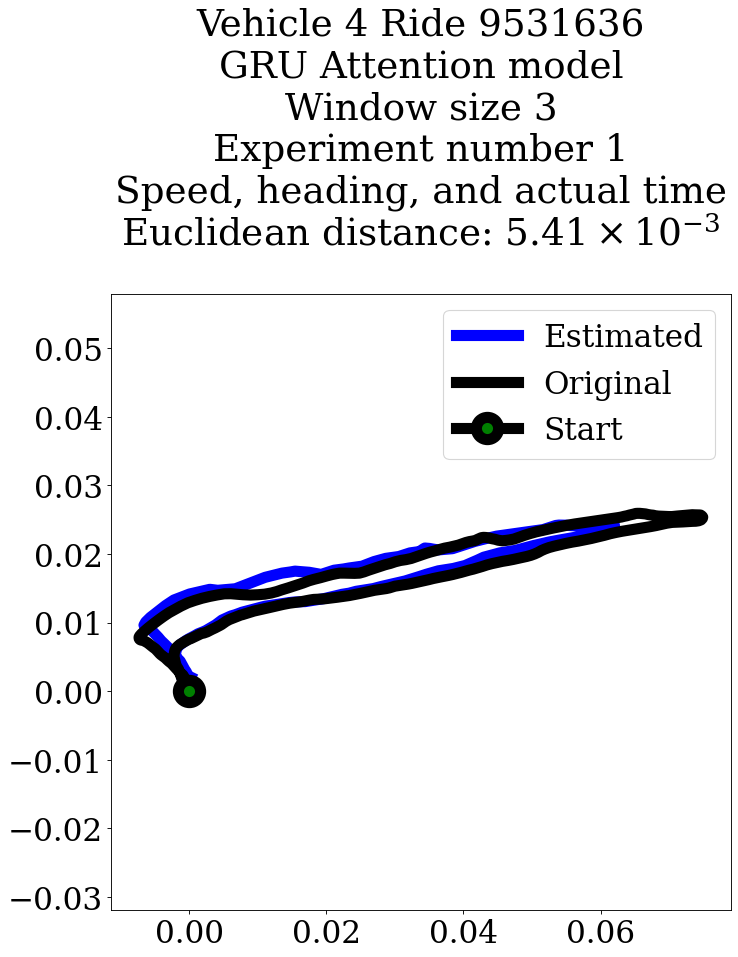 Vehicle 4 Ride 9531636
GRU Attention model
Window size 3
Experiment number 1
Speed, heading, and actual time
Euclidean distance: 5.41 × 10⁻³
Estimated
Original
Start
0.05
0.04
0.03
0.02
0.01
0.00
−0.01
−0.02
−0.03
0.00 0.02 0.04 0.06